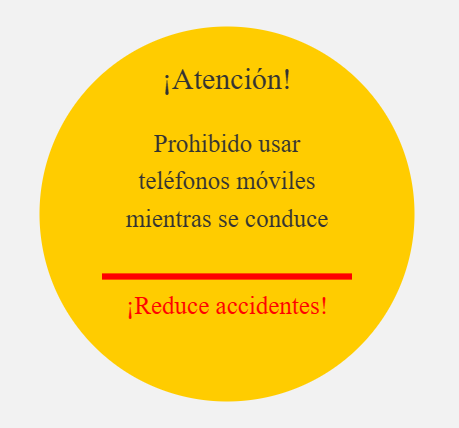 ¡Atención!
Prohibido usar
teléfonos móviles
mientras se conduce
¡Reduce accidentes!